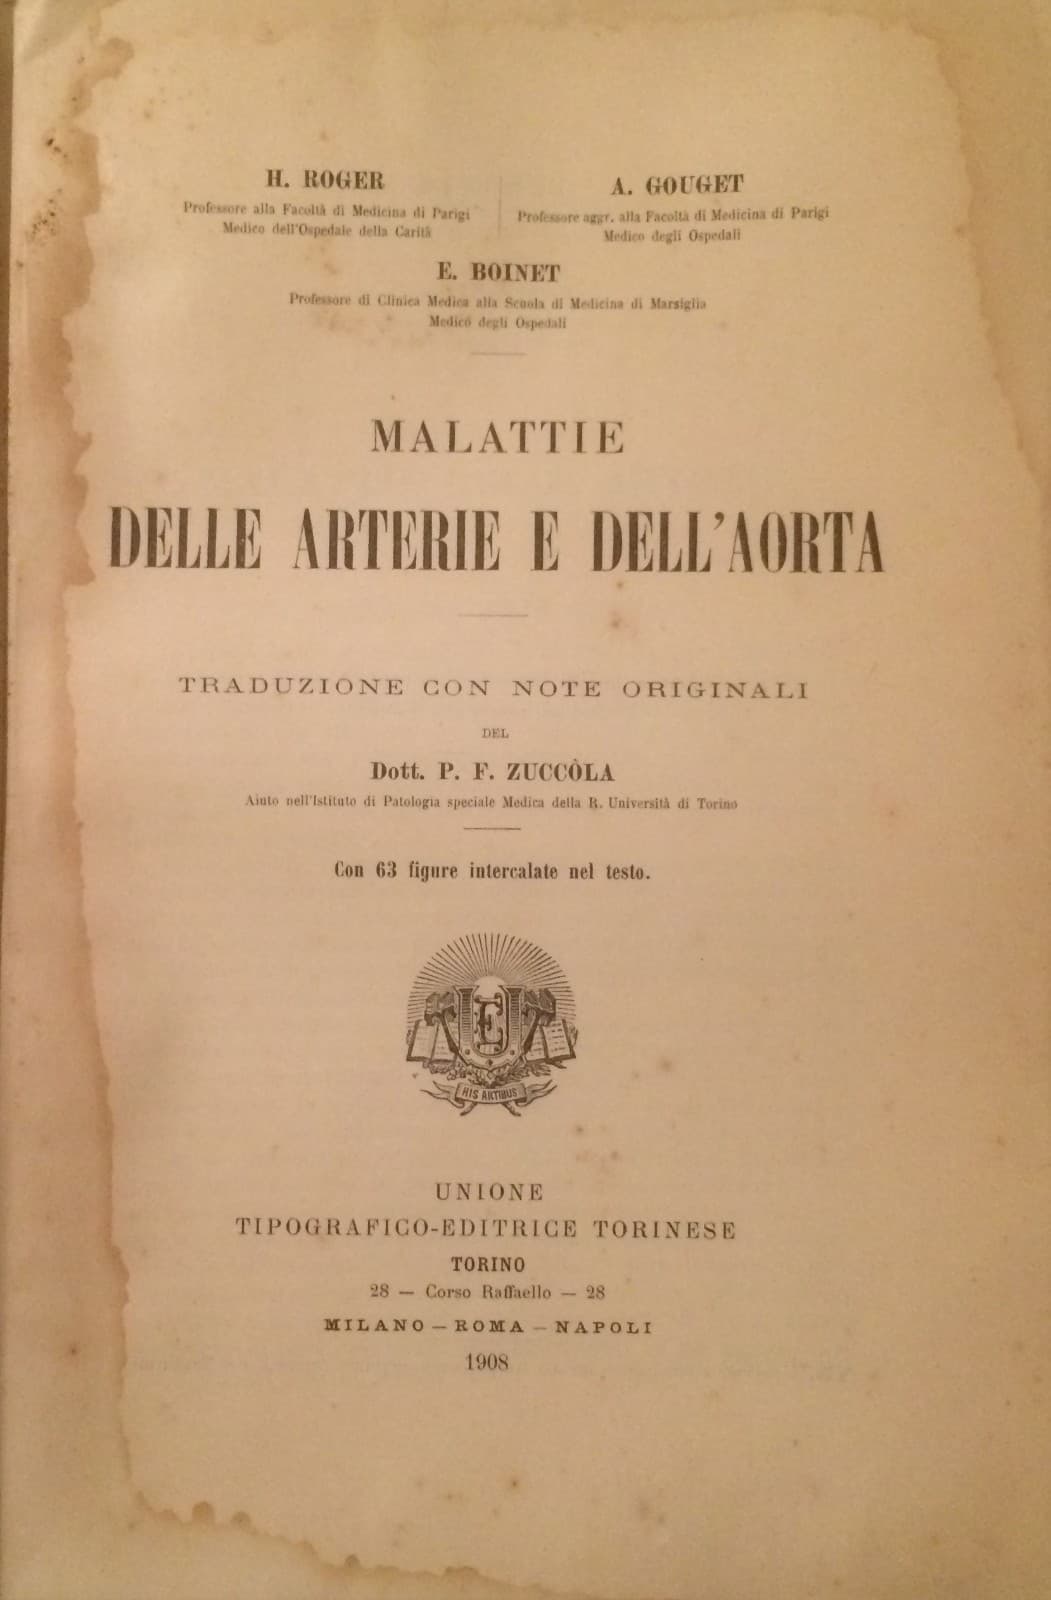 H. ROGER
Professore alla Facoltà di Medicina di Parigi
Medico dell'Ospedale della Carità
A. GOUGET
Professore aggr. alla Facoltà di Medicina di Parigi
Medico degli Ospedali
E. BOINET
Professore di Clinica Medica alla Scuola di Medicina di Marsiglia
Medico degli Ospedali
MALATTIE
DELLE ARTERIE E DELL'AORTA
TRADUZIONE CON NOTE ORIGINALI
DEL
Dott. P. F. ZUCCÒLA
Aiuto nell'Istituto di Patologia speciale Medica della R. Università di Torino
Con 63 figure intercalate nel testo.
UTE
HIS ARTIBUS
UNIONE
TIPOGRAFICO-EDITRICE TORINESE
TORINO
28 — Corso Raffaello — 28
MILANO — ROMA — NAPOLI
1908